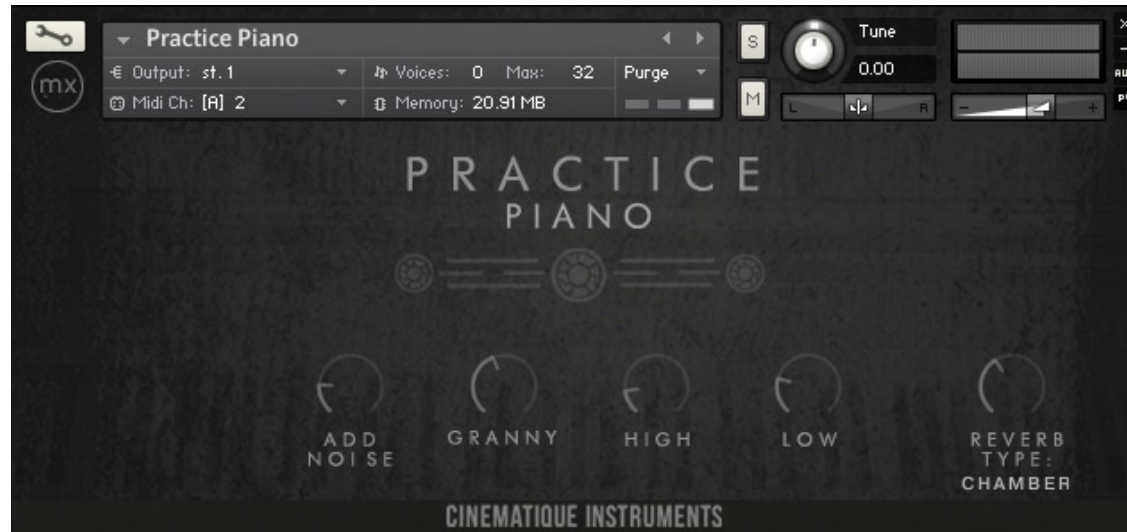 Practice Piano
S
Tune
Output: st.1
Voices: 0 Max: 32
Purge
0.00
mx
Midi Ch: [A] 2
Memory: 20.91 MB
M
L
R
-
+
PRACTICE
PIANO
ADD
NOISE
GRANNY
HIGH
LOW
REVERB
TYPE:
CHAMBER
CINEMATIQUE INSTRUMENTS